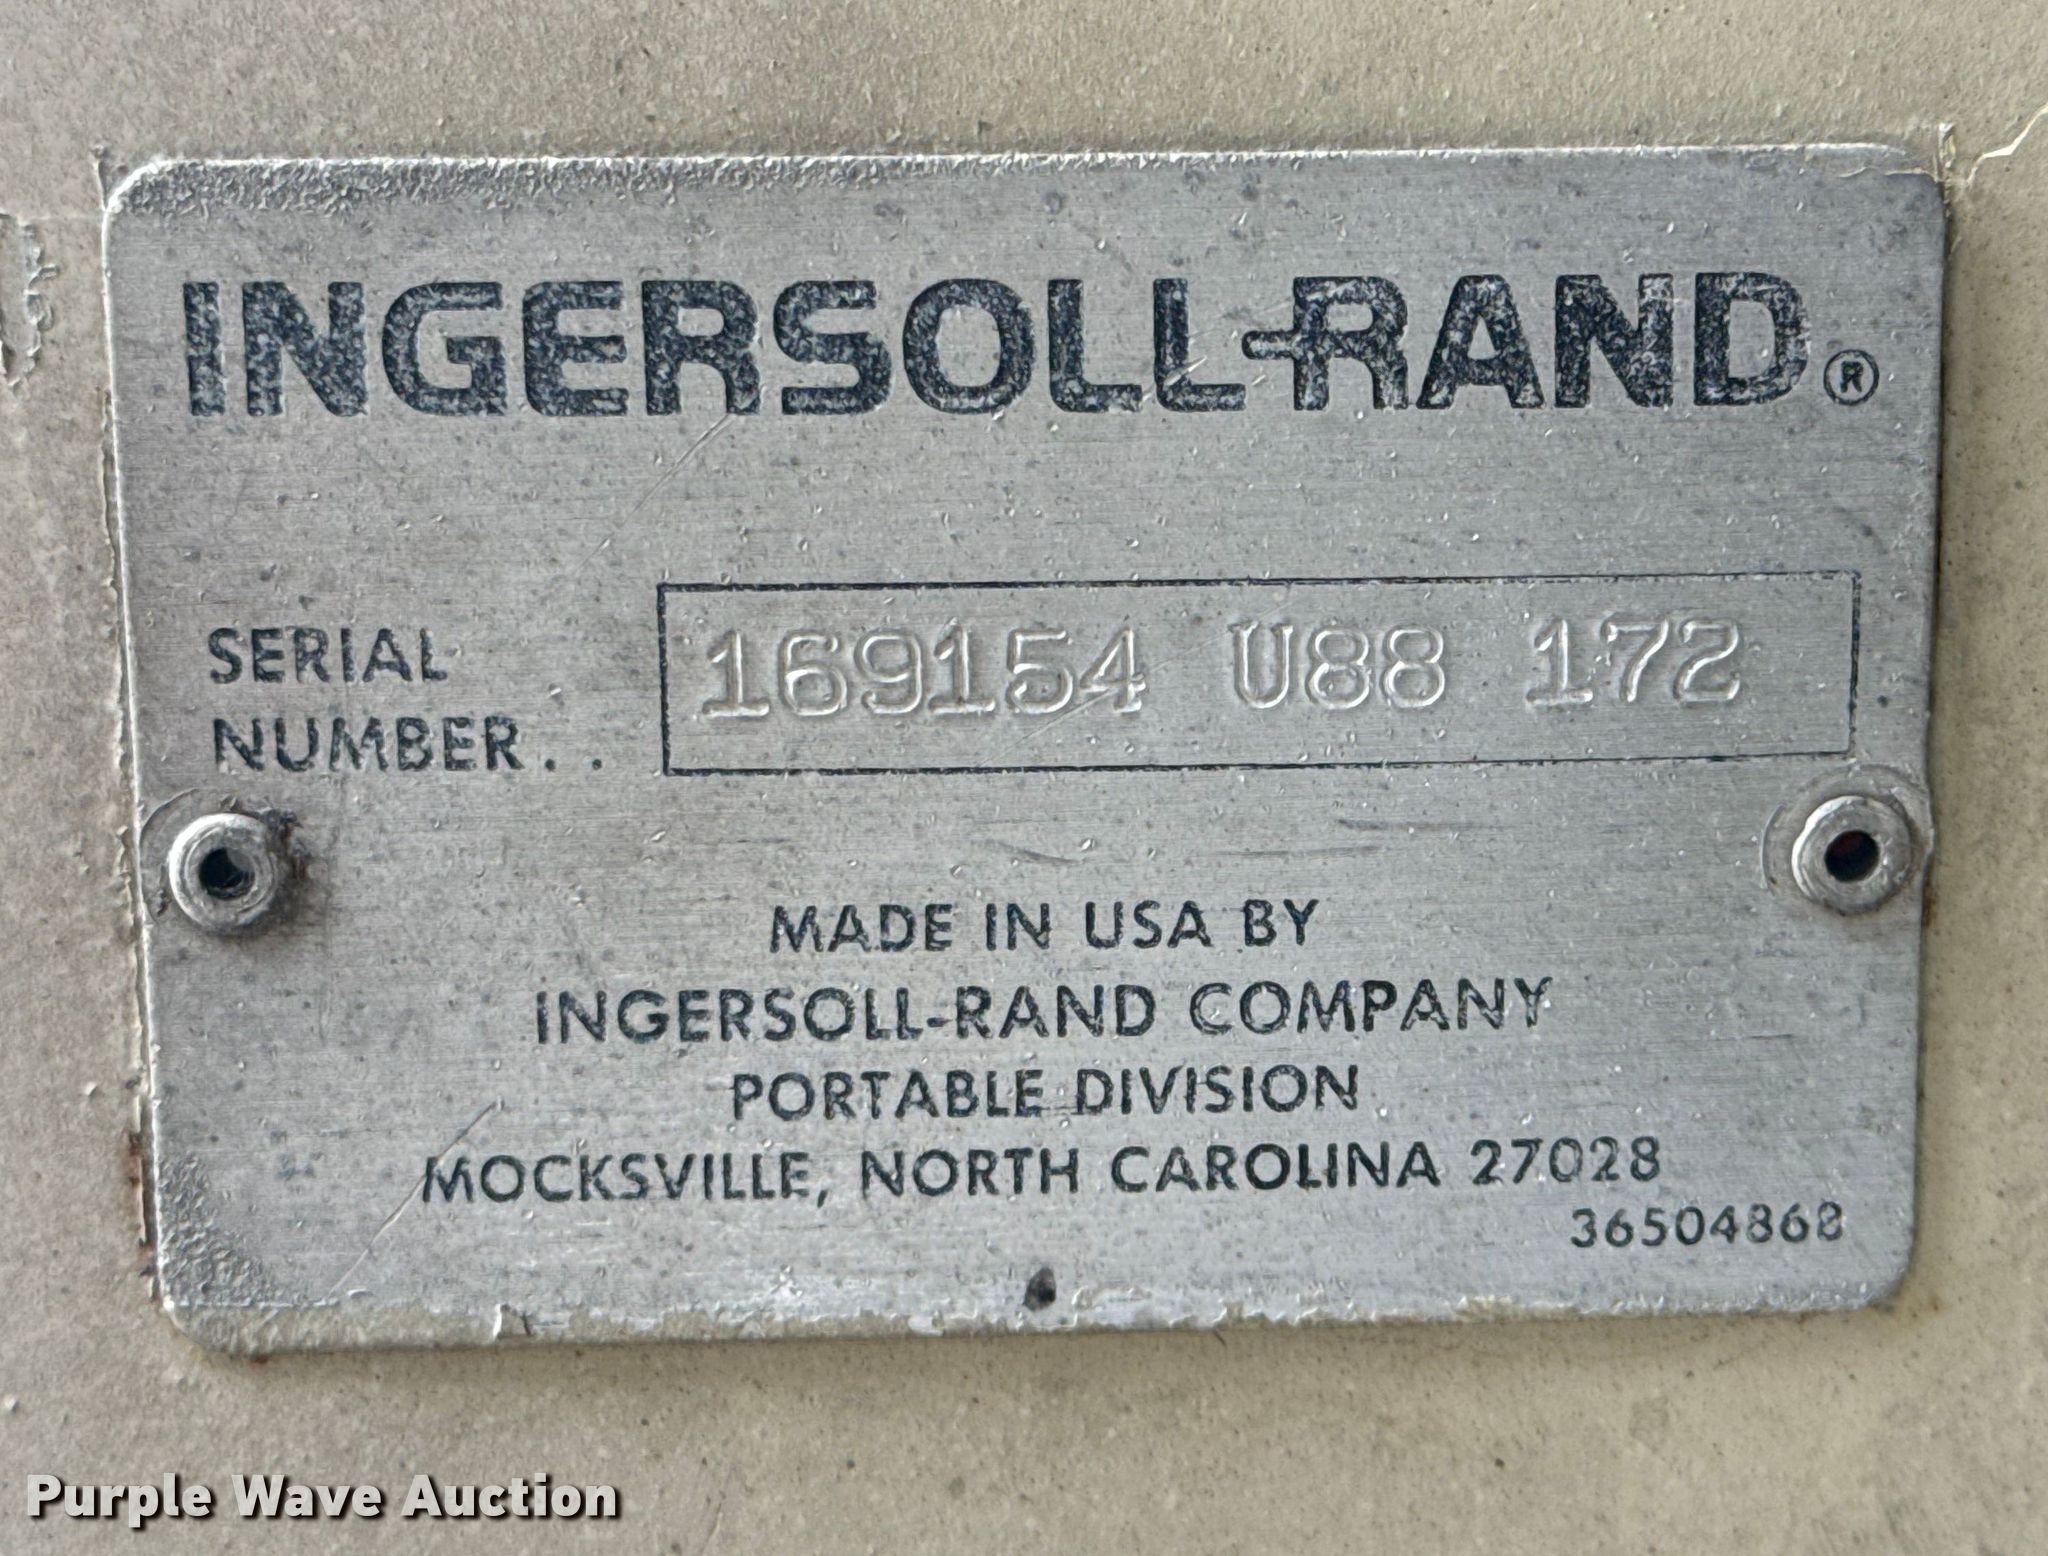 INGERSOLL-RAND®
SERIAL
NUMBER..
169154 U88 172
MADE IN USA BY
INGERSOLL-RAND COMPANY
PORTABLE DIVISION
MOCKSVILLE, NORTH CAROLINA 27028
36504868
Purple Wave Auction